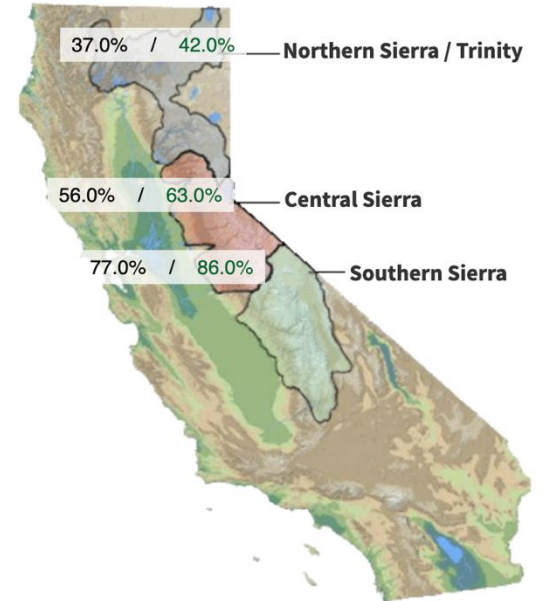 37.0% / 42.0%
Northern Sierra / Trinity
56.0% / 63.0%
Central Sierra
77.0% / 86.0%
Southern Sierra